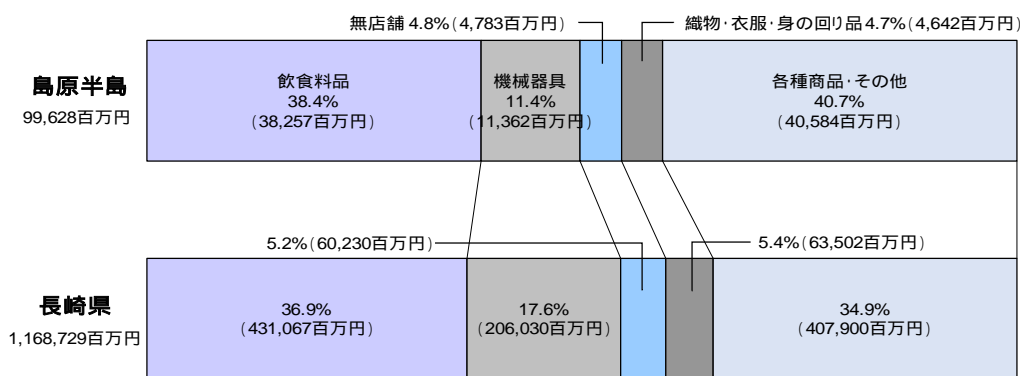 無店舗 4.8%(4,783百万円)
織物･衣服･身の回り品 4.7%(4,642百万円)
島原半島
99,628百万円
飲食料品
38.4%
(38,257百万円)
機械器具
11.4%
(11,362百万円)
各種商品･その他
40.7%
(40,584百万円)
5.2%(60,230百万円)
5.4%(63,502百万円)
長崎県
1,168,729百万円
36.9%
(431,067百万円)
17.6%
(206,030百万円)
34.9%
(407,900百万円)